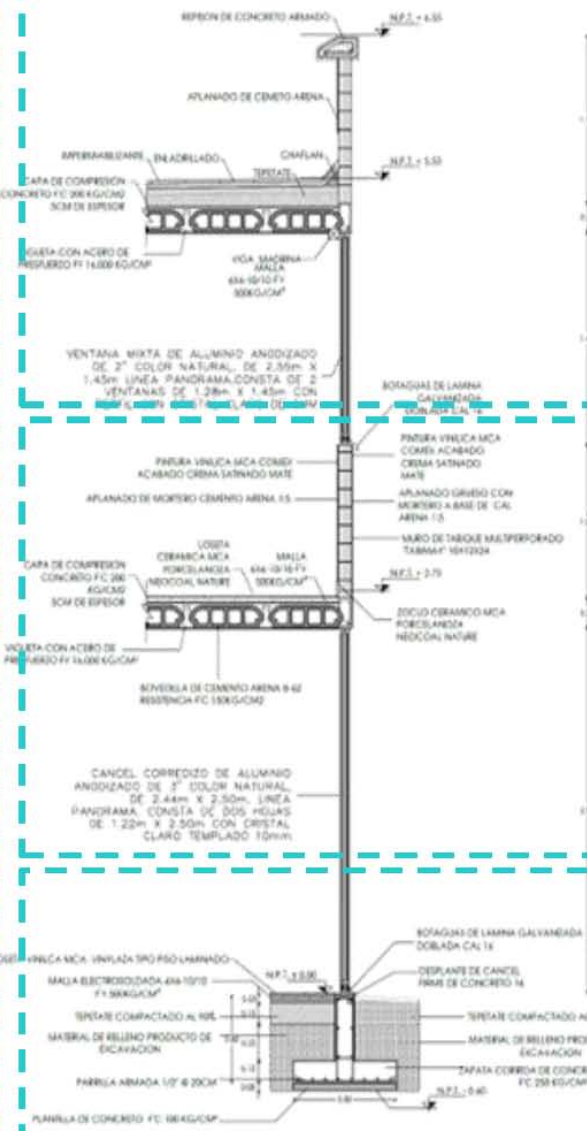 REPISON DE CONCRETO ARMADO
N.P.T. + 6.55
APLANADO DE CEMETO ARENA
IMPERMEABILIZANTE
ENLADRILLADO
CHAFLAN
TEPETATE
N.P.T. + 5.53
CAPA DE COMPRESION
CONCRETO F'C 200 KG/CM2
5CM DE ESPESOR
VIGUETA CON ACERO DE
PRESFUERZO FY 16,000 KG/CM²
VIGA MADRINA
MALLA
6X6-10/10 FY
5000KG/CM²
VENTANA MIXTA DE ALUMINIO ANODIZADO
DE 2" COLOR NATURAL, DE 2.55m X
1.45m LINEA PANORAMA.CONSTA DE 2
VENTANAS DE 1.28m X 1.45m CON
BOTAGUAS DE LAMINA
GALVANIZADA
DOBLADA CAL 16
PINTURA VINILICA MCA COMEX
ACABADO CREMA SATINADO MATE
PINTURA VINILICA MCA
COMEX ACABADO
CREMA SATINADO
MATE
APLANADO DE MORTERO CEMENTO ARENA 1:5
APLANADO GRUESO CON
MORTERO A BASE DE CAL
ARENA 1:5
MURO DE TABIQUE MULTIPERFORADO
LOSETA
CERAMICA MCA
PORCELANOZA
NEOCOAL NATURE
MALLA
6X6-10/10 FY
5000KG/CM²
CAPA DE COMPRESION
CONCRETO F'C 200
KG/CM2
5CM DE ESPESOR
ZOCLO CERAMICO MCA
PORCELANOZA
NEOCOAL NATURE
VIGUETA CON ACERO DE
PRESFUERZO FY 16,000 KG/CM²
BOVEDILLA DE CEMENTO ARENA
RESISTENCIA F'C
CANCEL CORREDIZO DE ALUMINIO
ANODIZADO DE 3" COLOR NATURAL,
DE 2.44m X 2.50m, LINEA
PANORAMA, CONSTA DE DOS HOJAS
DE 1.22m X 2.50m CON CRISTAL
CLARO TEMPLADO 10mm
BOTAGUAS DE LAMINA GALVANIZADA
DOBLADA CAL 16
VINILICA MCA. VINYLAZA TIPO PISO LAMINADO
N.P.T. ± 0.00
MALLA ELECTROSOLDADA 6X6-10/10
FY 5000KG/CM²
DESPLANTE DE CANCEL
FIRME DE CONCRETO
TEPETATE COMPACTADO AL 90%
TEPETATE COMPACTADO AL
MATERIAL DE RELLENO PRODUCTO DE
EXCAVACION
MATERIAL DE RELLENO PRO
EXCAVACION
PARRILLA ARMADA 1/2" @ 20CM
ZAPATA CORRIDA DE CONCR
F'C 250 KG/CM
PLANTILLA DE CONCRETO F'C 100 KG/CM²
N.P.T. - 0.60